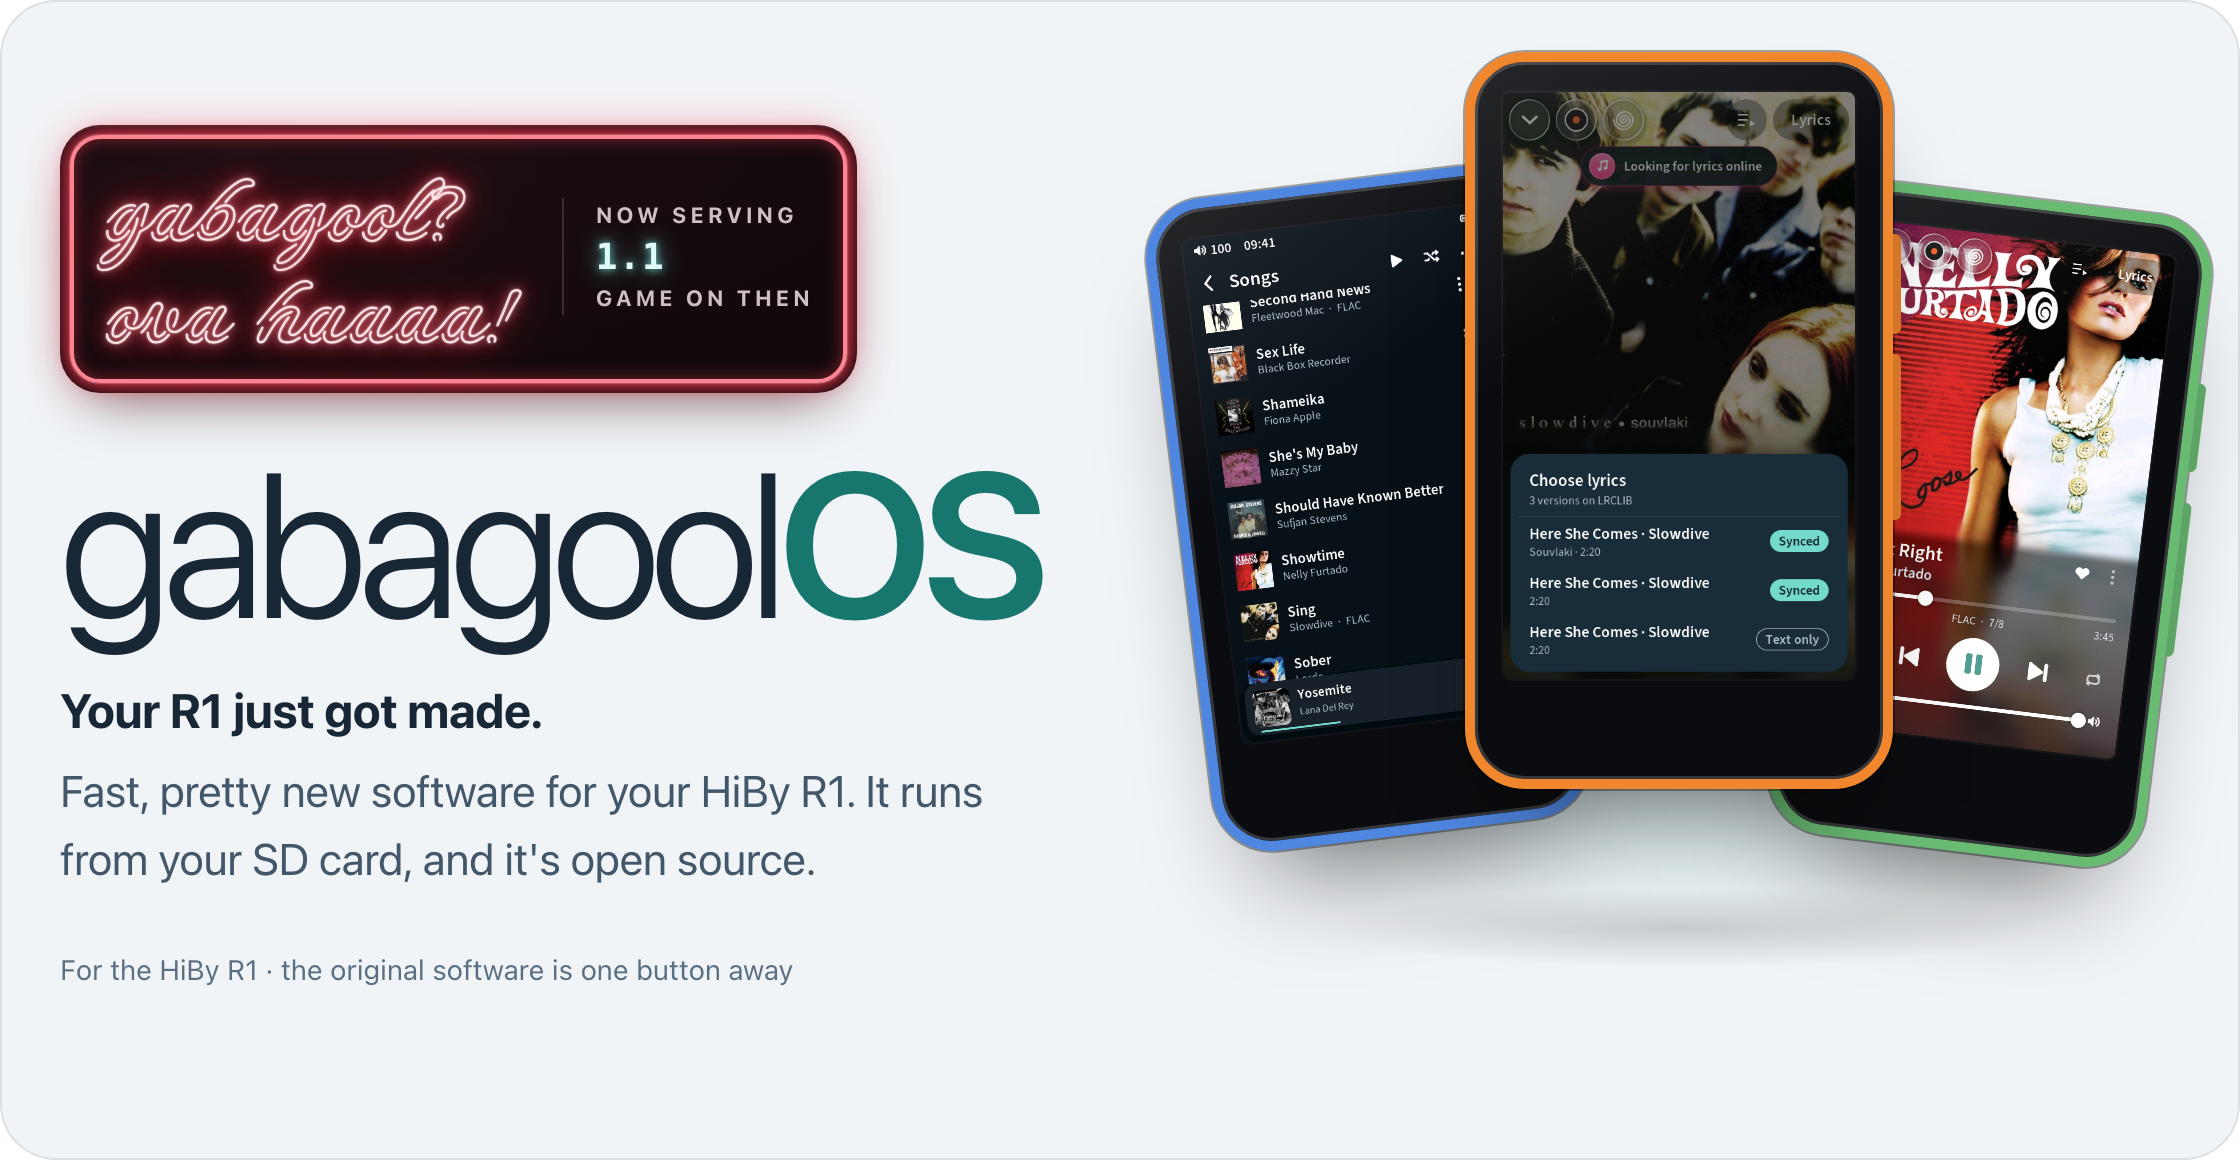 gabagool?
ova haaaa!
NOW SERVING
1.1
GAME ON THEN
gabagoolOS
Your R1 just got made.
Fast, pretty new software for your HiBy R1. It runs
from your SD card, and it's open source.
For the HiBy R1 · the original software is one button away
100 09:41
Songs
Second Hand News
Fleetwood Mac · FLAC
Sex Life
Black Box Recorder
Shameika
Fiona Apple
She's My Baby
Mazzy Star
Should Have Known Better
Sufjan Stevens
Showtime
Nelly Furtado
Sing
Slowdive · FLAC
Sober
Yosemite
Lana Del Rey
Lyrics
Looking for lyrics online
slowdive • souvlaki
Choose lyrics
3 versions on LRCLIB
Here She Comes · Slowdive
Souvlaki · 2:20
Synced
Here She Comes · Slowdive
2:20
Synced
Here She Comes · Slowdive
2:20
Text only
Lyrics
NELLY
URTADO
Loose
Right
urtado
FLAC · 7/8
3:45